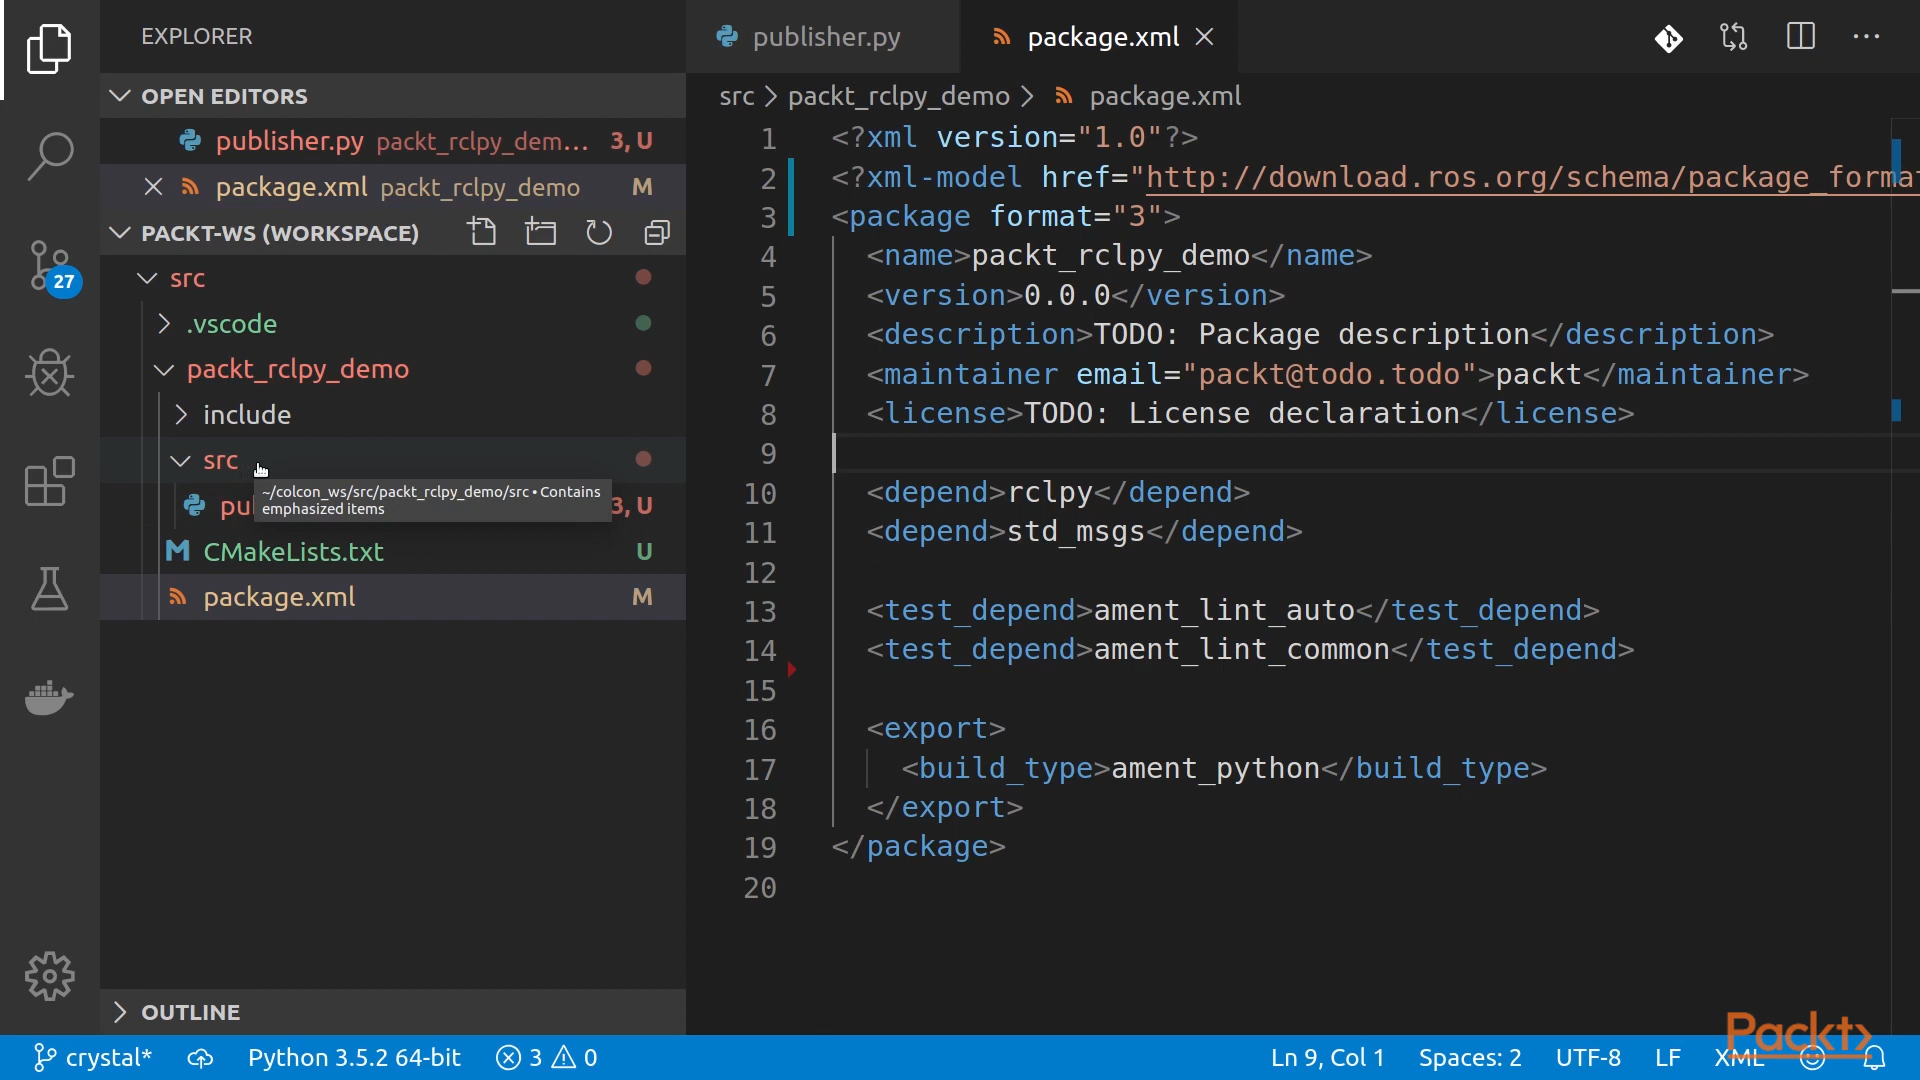 EXPLORER
OPEN EDITORS
publisher.py packt_rclpy_dem... 3, U
package.xml packt_rclpy_demo M
PACKT-WS (WORKSPACE)
src
.vscode
packt_rclpy_demo
include
src
~/colcon_ws/src/packt_rclpy_demo/src • Contains
emphasized items
pu 3, U
CMakeLists.txt U
package.xml M
OUTLINE
27
publisher.py package.xml
src > packt_rclpy_demo > package.xml
1 <?xml version="1.0"?>
2 <?xml-model href="http://download.ros.org/schema/package_format
3 <package format="3">
4 <name>packt_rclpy_demo</name>
5 <version>0.0.0</version>
6 <description>TODO: Package description</description>
7 <maintainer email="packt@todo.todo">packt</maintainer>
8 <license>TODO: License declaration</license>
9
10 <depend>rclpy</depend>
11 <depend>std_msgs</depend>
12
13 <test_depend>ament_lint_auto</test_depend>
14 <test_depend>ament_lint_common</test_depend>
15
16 <export>
17 <build_type>ament_python</build_type>
18 </export>
19 </package>
20
Packt>
crystal* Python 3.5.2 64-bit 3 0 Ln 9, Col 1 Spaces: 2 UTF-8 LF XML